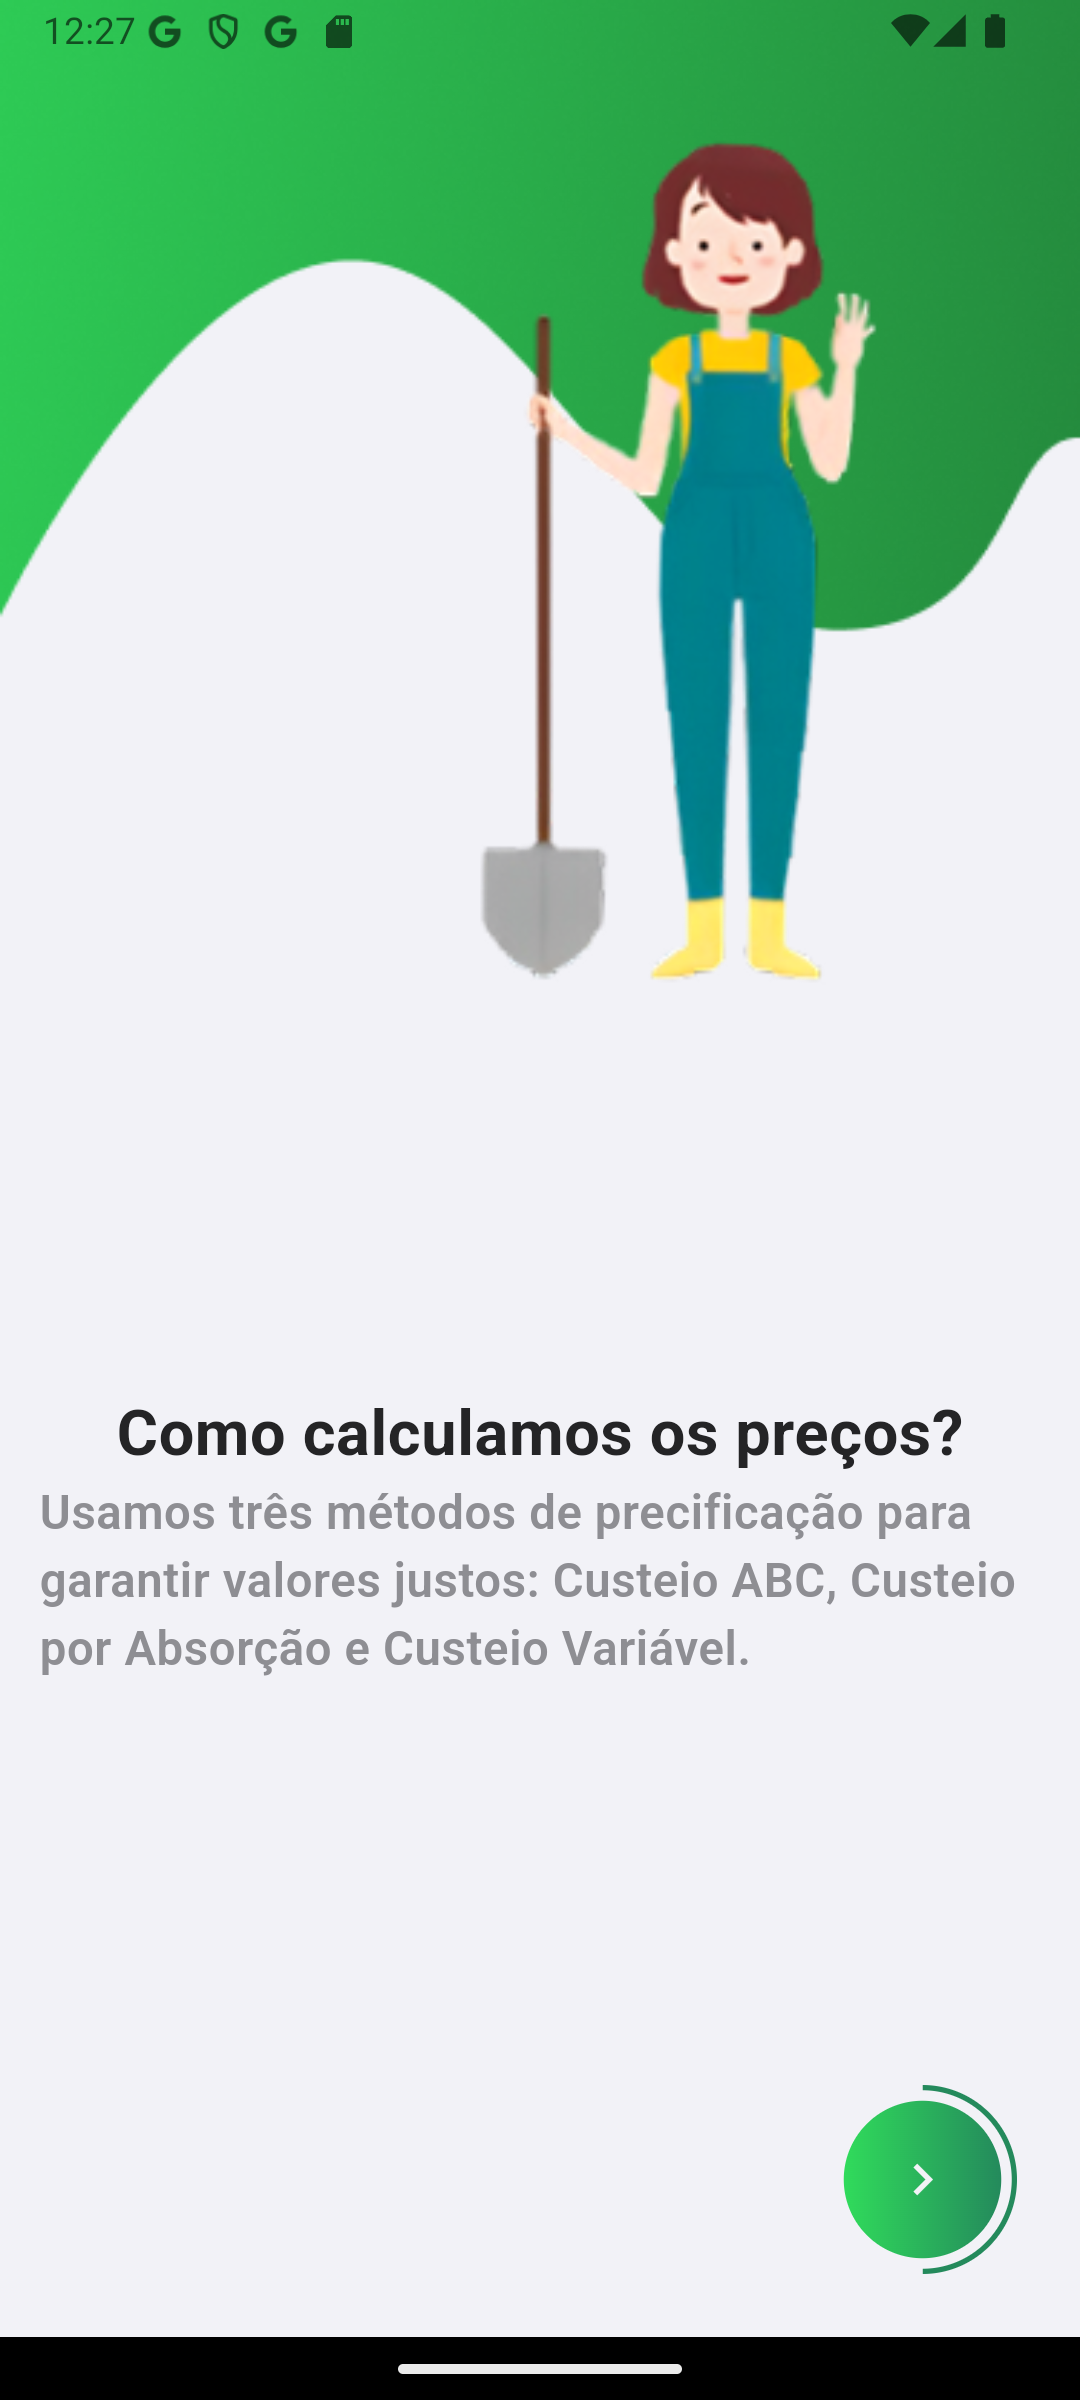 12:27
Como calculamos os preços?
Usamos três métodos de precificação para
garantir valores justos: Custeio ABC, Custeio
por Absorção e Custeio Variável.